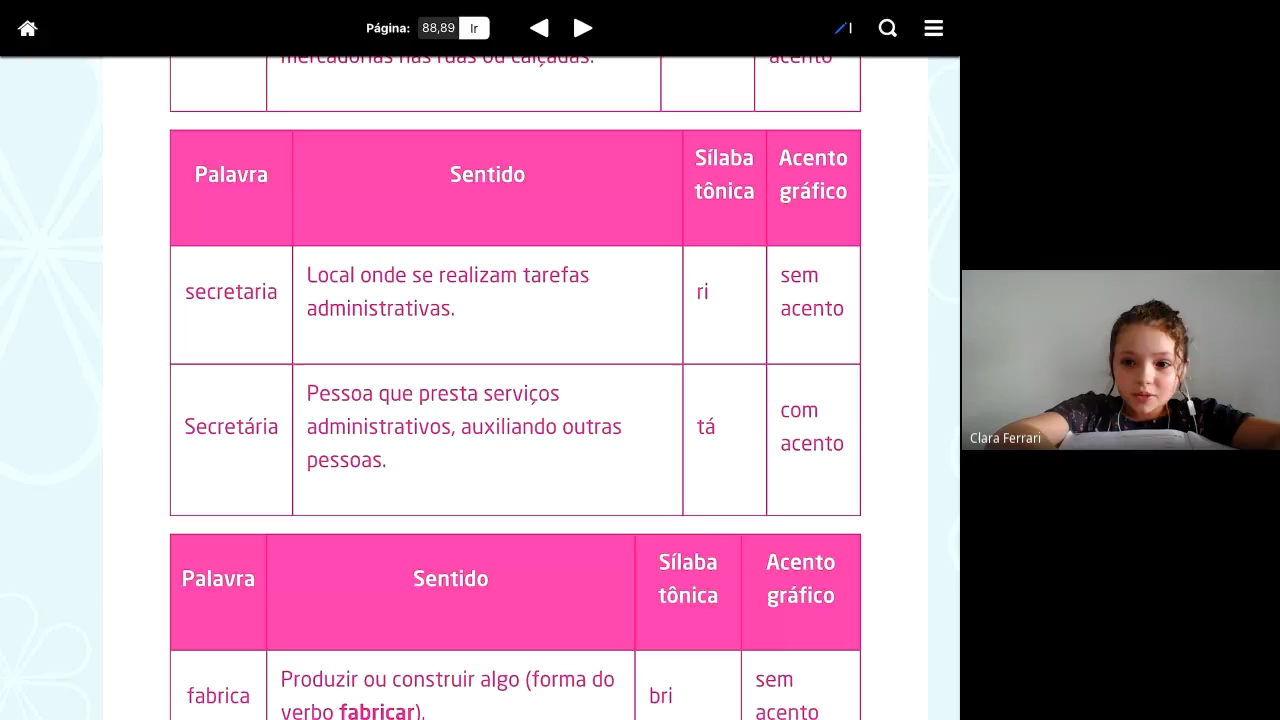 Página: 88,89 Ir
mercadorias nas ruas ou calçadas.
acento
Palavra
Sentido
Sílaba
tônica
Acento
gráfico
secretaria
Local onde se realizam tarefas
administrativas.
ri
sem
acento
Secretária
Pessoa que presta serviços
administrativos, auxiliando outras
pessoas.
tá
com
acento
Palavra
Sentido
Sílaba
tônica
Acento
gráfico
fabrica
Produzir ou construir algo (forma do
verbo fabricar).
bri
sem
acento
Clara Ferrari